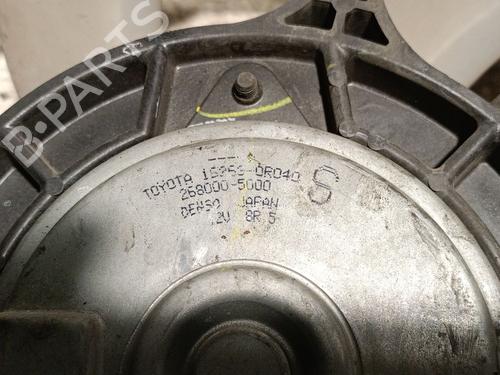 B-PARTS
TOYOTA 16363-0R040
268000-5000 S
DENSO JAPAN
12V 8R 5